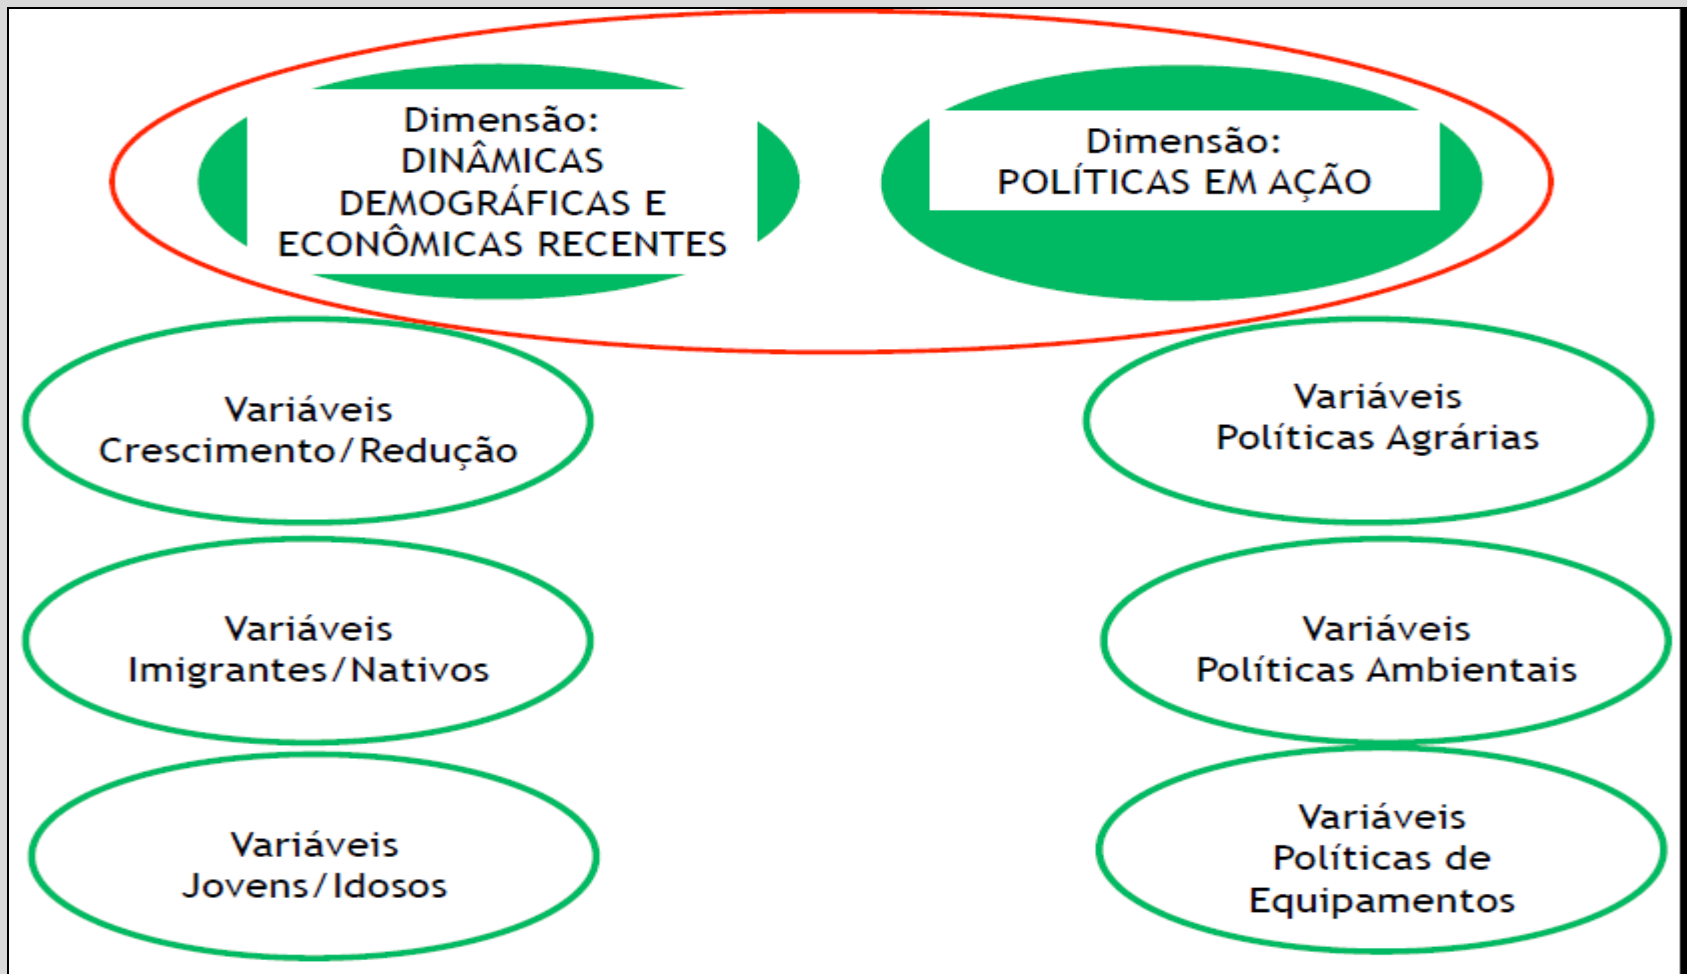 Dimensão:
DINÂMICAS
DEMOGRÁFICAS E
ECONÔMICAS RECENTES
Dimensão:
POLÍTICAS EM AÇÃO
Variáveis
Crescimento/Redução
Variáveis
Políticas Agrárias
Variáveis
Imigrantes/Nativos
Variáveis
Políticas Ambientais
Variáveis
Jovens/Idosos
Variáveis
Políticas de
Equipamentos